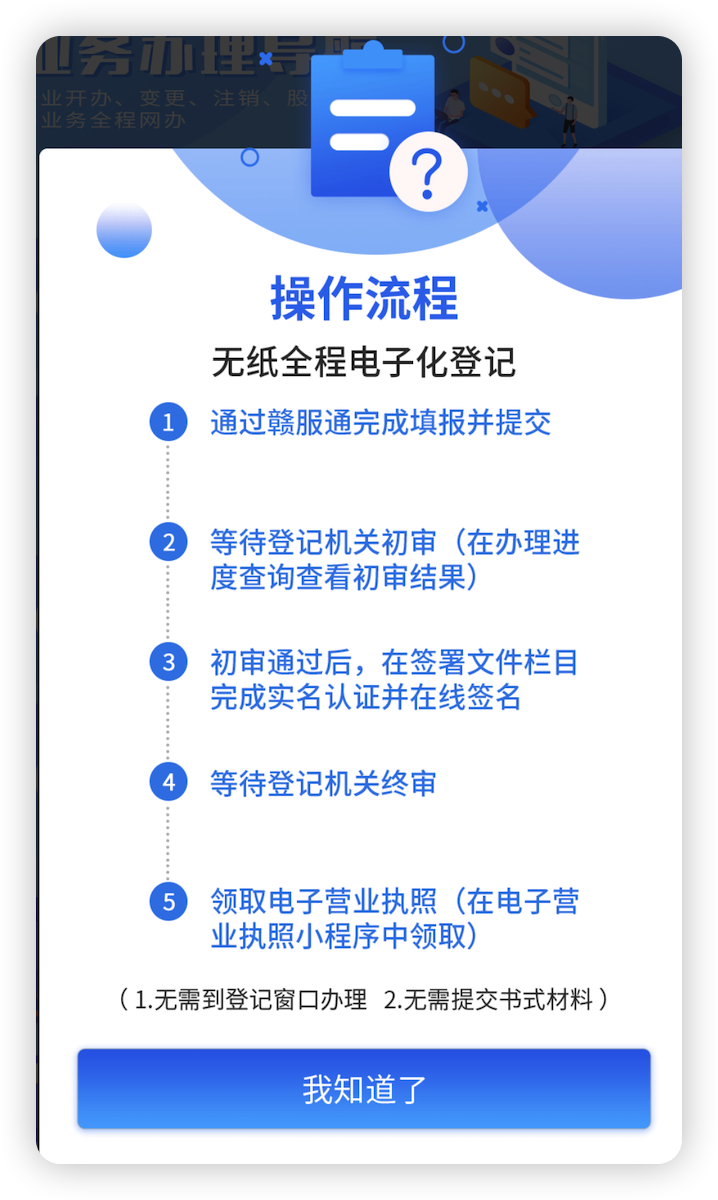 业务办理导
业开办、变更、注销、股
业务全程网办
操作流程
无纸全程电子化登记
1 通过赣服通完成填报并提交
2 等待登记机关初审（在办理进
度查询查看初审结果）
3 初审通过后，在签署文件栏目
完成实名认证并在线签名
4 等待登记机关终审
5 领取电子营业执照（在电子营
业执照小程序中领取）
（ 1.无需到登记窗口办理 2.无需提交书式材料 ）
我知道了